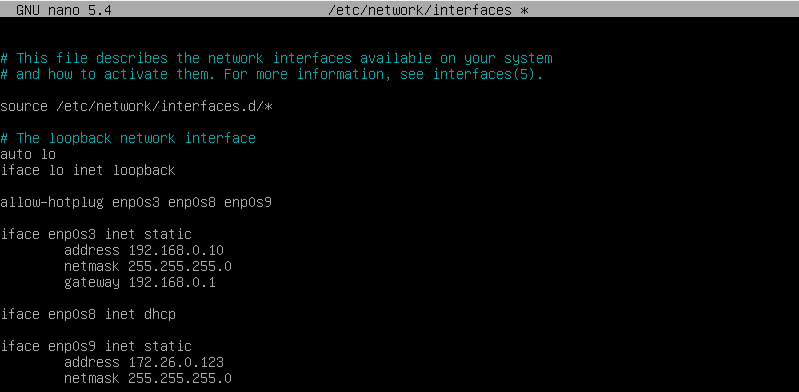 GNU nano 5.4 /etc/network/interfaces *
# This file describes the network interfaces available on your system
# and how to activate them. For more information, see interfaces(5).
source /etc/network/interfaces.d/*
# The loopback network interface
auto lo
iface lo inet loopback
allow-hotplug enp0s3 enp0s8 enp0s9
iface enp0s3 inet static
address 192.168.0.10
netmask 255.255.255.0
gateway 192.168.0.1
iface enp0s8 inet dhcp
iface enp0s9 inet static
address 172.26.0.123
netmask 255.255.255.0